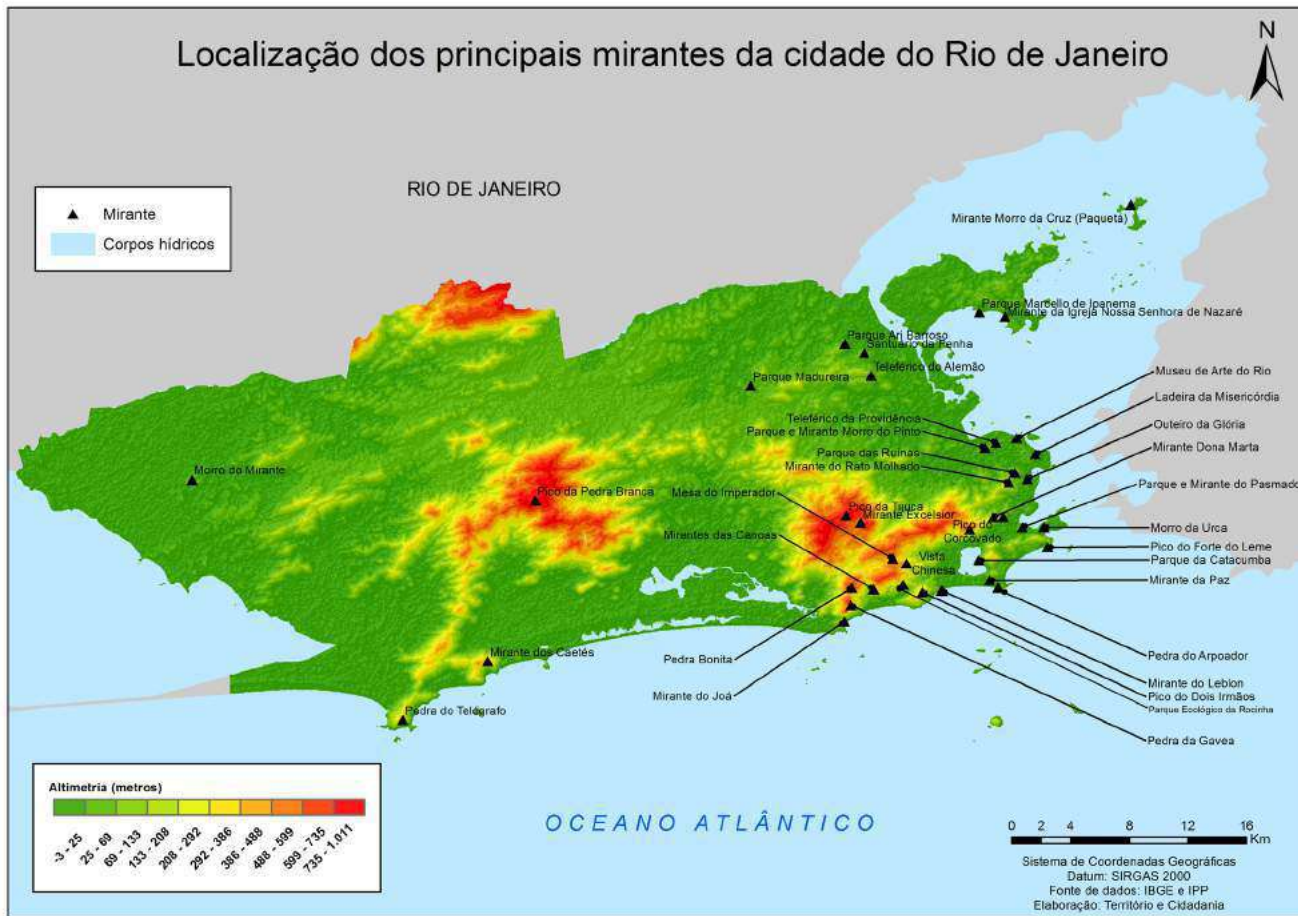 Localização dos principais mirantes da cidade do Rio de Janeiro
N
RIO DE JANEIRO
Mirante
Corpos hídricos
Mirante Morro da Cruz (Paquetá)
Parque Marcello de Ipanema
Mirante da Igreja Nossa Senhora de Nazaré
Parque Ari Barroso
Santuário da Penha
Teleférico do Alemão
Parque Madureira
Museu de Arte do Rio
Ladeira da Misericórdia
Teleférico da Providência
Outeiro da Glória
Parque e Mirante Morro do Pinto
Mirante Dona Marta
Parque das Ruínas
Mirante do Rato Molhado
Morro do Mirante
Parque e Mirante do Pasmado
Pico da Pedra Branca
Mesa do Imperador
Pico da Tijuca
Mirante Excelsior
Pico do
Corcovado
Morro da Urca
Mirantes das Canoas
Pico do Forte do Leme
Vista
Chinesa
Parque da Catacumba
Mirante da Paz
Mirante dos Caetés
Pedra Bonita
Pedra do Arpoador
Mirante do Joá
Mirante do Leblon
Pico do Dois Irmãos
Parque Ecológico da Rocinha
Pedra do Telégrafo
Pedra da Gavea
Altimetria (metros)
-3 - 25
25 - 69
69 - 133
133 - 208
208 - 292
292 - 386
386 - 488
488 - 599
599 - 735
735 - 1.011
OCEANO ATLÂNTICO
0 2 4 8 12 16
Km
Sistema de Coordenadas Geográficas
Datum: SIRGAS 2000
Fonte de dados: IBGE e IPP
Elaboração: Território e Cidadania